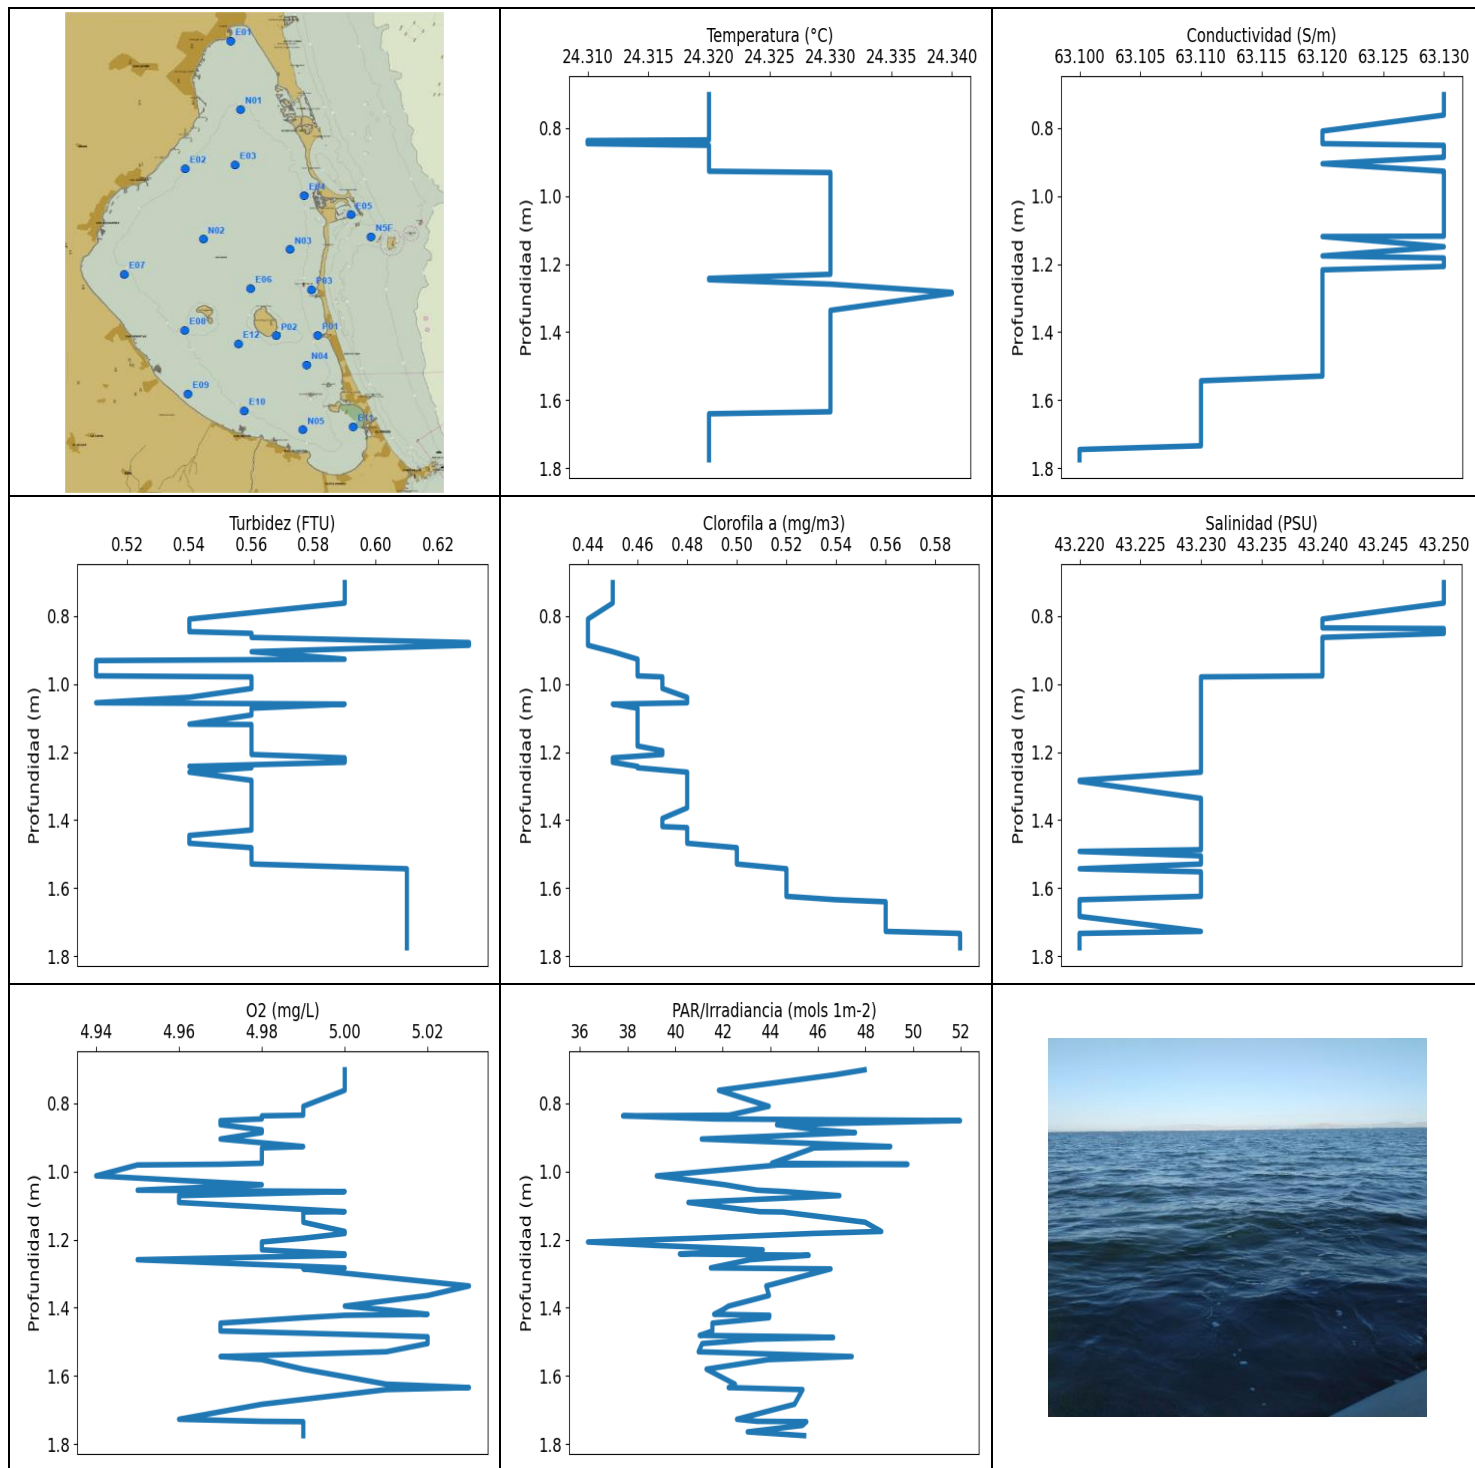 E01
N01
E02
E03
E04
E05
N02
N5F
N03
E07
E06
P03
E08
P02
P01
E12
N04
E09
E10
N05
E11
Temperatura (°C)
24.310 24.315 24.320 24.325 24.330 24.335 24.340
Profundidad (m)
0.8
1.0
1.2
1.4
1.6
1.8
Conductividad (S/m)
63.100 63.105 63.110 63.115 63.120 63.125 63.130
Profundidad (m)
0.8
1.0
1.2
1.4
1.6
1.8
Turbidez (FTU)
0.52 0.54 0.56 0.58 0.60 0.62
Profundidad (m)
0.8
1.0
1.2
1.4
1.6
1.8
Clorofila a (mg/m3)
0.44 0.46 0.48 0.50 0.52 0.54 0.56 0.58
Profundidad (m)
0.8
1.0
1.2
1.4
1.6
1.8
Salinidad (PSU)
43.220 43.225 43.230 43.235 43.240 43.245 43.250
Profundidad (m)
0.8
1.0
1.2
1.4
1.6
1.8
O2 (mg/L)
4.94 4.96 4.98 5.00 5.02
Profundidad (m)
0.8
1.0
1.2
1.4
1.6
1.8
PAR/Irradiancia (mols 1m-2)
36 38 40 42 44 46 48 50 52
Profundidad (m)
0.8
1.0
1.2
1.4
1.6
1.8